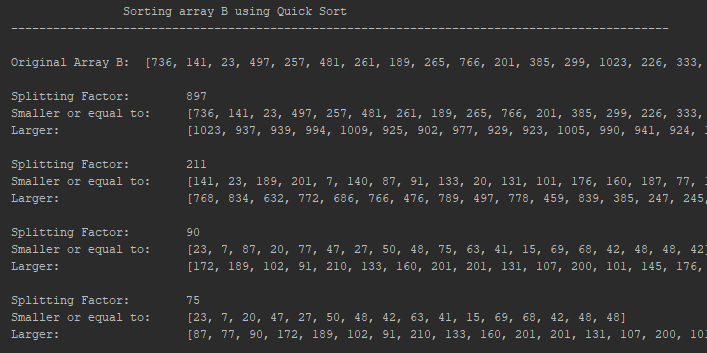 Sorting array B using Quick Sort
-----------------------------------------------------------------------------------------------
Original Array B: [736, 141, 23, 497, 257, 481, 261, 189, 265, 766, 201, 385, 299, 1023, 226, 333,
Splitting Factor: 897
Smaller or equal to: [736, 141, 23, 497, 257, 481, 261, 189, 265, 766, 201, 385, 299, 226, 333,
Larger: [1023, 937, 939, 994, 1009, 925, 902, 977, 929, 923, 1005, 990, 941, 924,
Splitting Factor: 211
Smaller or equal to: [141, 23, 189, 201, 7, 140, 87, 91, 133, 20, 131, 101, 176, 160, 187, 77,
Larger: [768, 834, 632, 772, 686, 766, 476, 789, 497, 778, 459, 839, 385, 247, 245,
Splitting Factor: 90
Smaller or equal to: [23, 7, 87, 20, 77, 47, 27, 50, 48, 75, 63, 41, 15, 69, 68, 42, 48, 48, 42]
Larger: [172, 189, 102, 91, 210, 133, 160, 201, 201, 131, 107, 200, 101, 145, 176,
Splitting Factor: 75
Smaller or equal to: [23, 7, 20, 47, 27, 50, 48, 42, 63, 41, 15, 69, 68, 42, 48, 48]
Larger: [87, 77, 90, 172, 189, 102, 91, 210, 133, 160, 201, 201, 131, 107, 200,